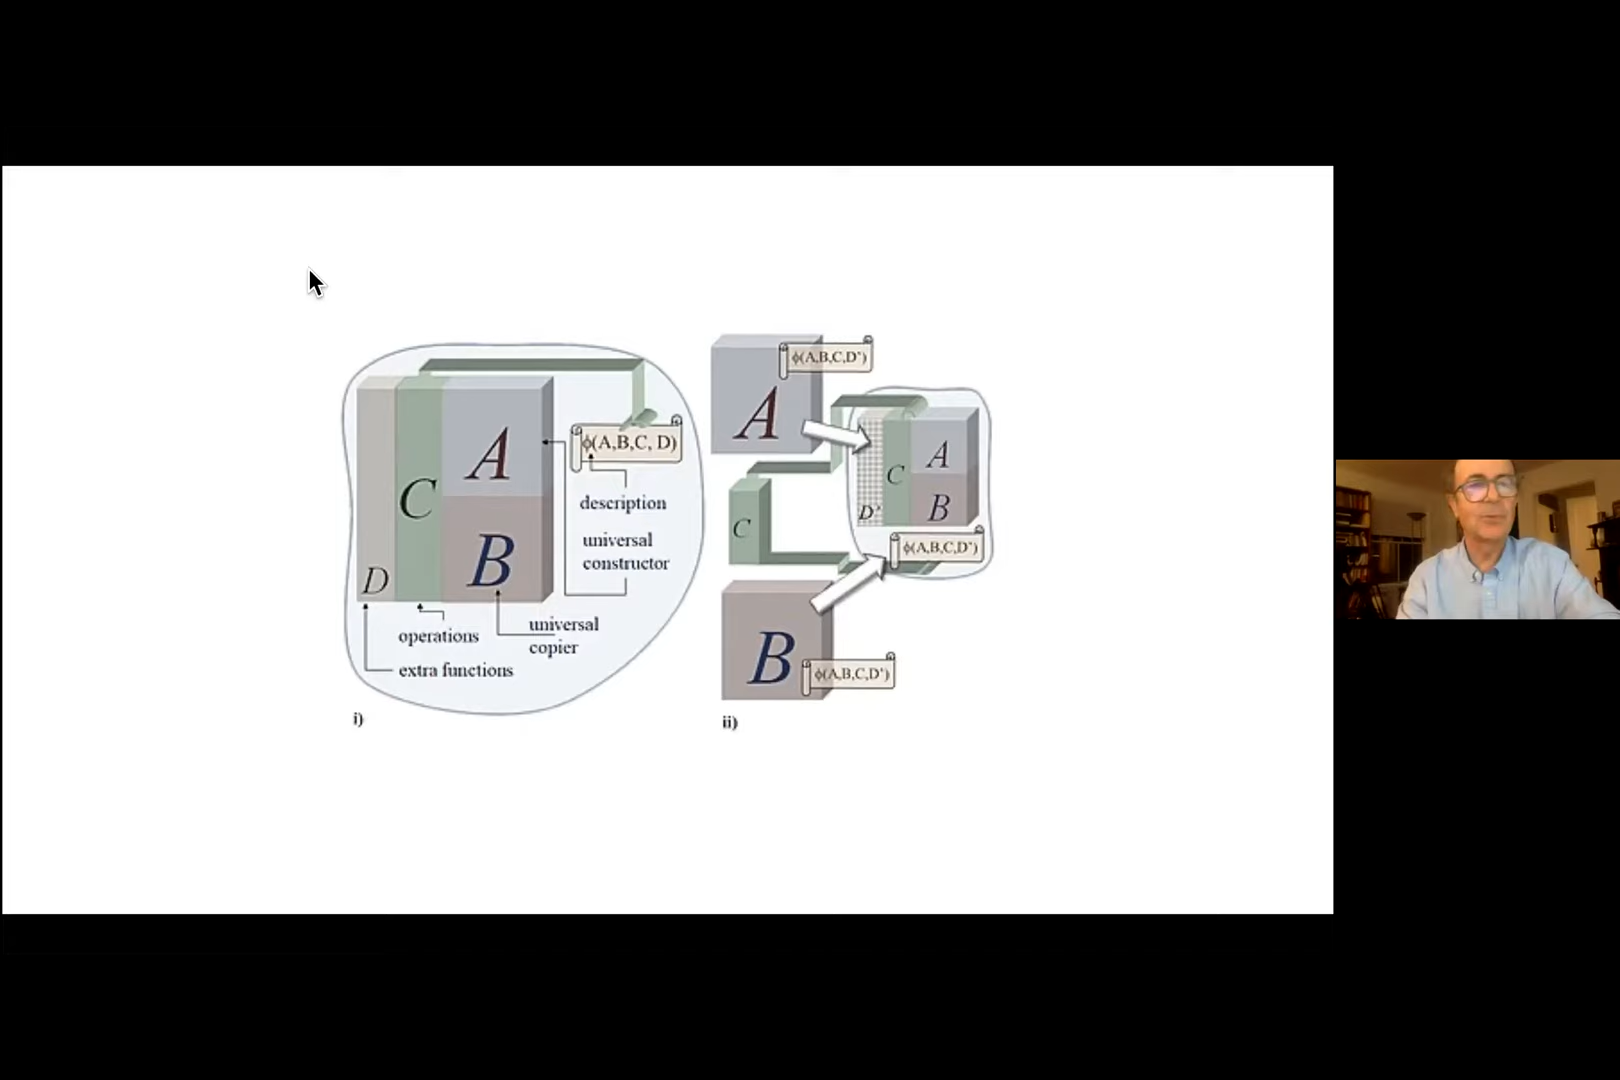 A
B
C
D
ϕ(A,B,C, D)
description
universal
constructor
universal
copier
operations
extra functions
i)
A
ϕ(A,B,C,D')
C
B
ϕ(A,B,C,D')
D'
C
A
B
ϕ(A,B,C,D')
ii)